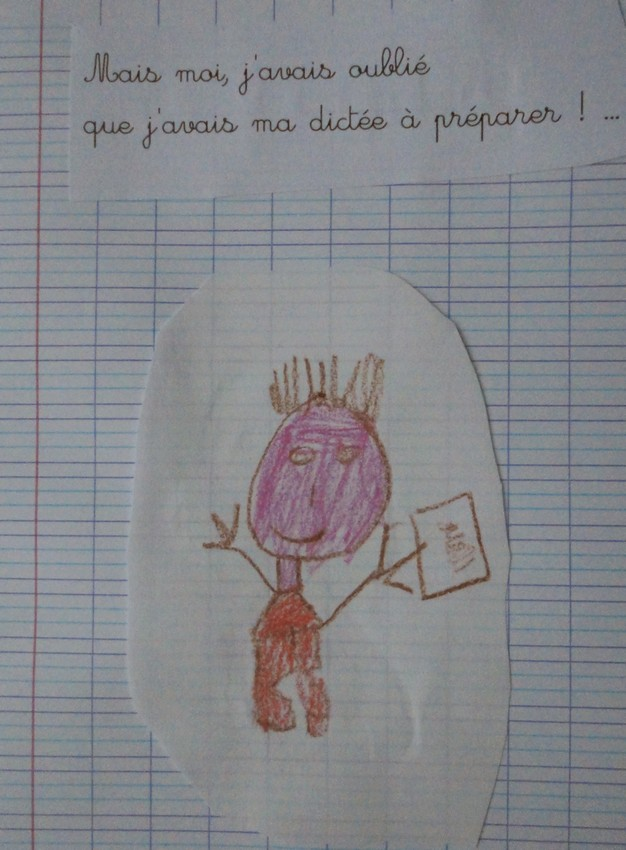 Mais moi, j'avais oublié
que j'avais ma dictée à préparer ! ...